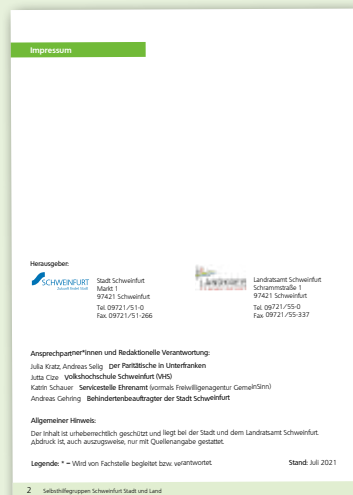 Impressum
Herausgeber:
SCHWEINFURT
Zukunft findet Stadt
Stadt Schweinfurt
Markt 1
97421 Schweinfurt
Tel. 09721/51-0
Fax. 09721/51-266
LANDKREIS
Landratsamt Schweinfurt
Schrammstraße 1
97421 Schweinfurt
Tel. 09721/55-0
Fax 09721/55-337
Ansprechpartner*innen und Redaktionelle Verantwortung:
Julia Kratz, Andreas Selig Der Paritätische in Unterfranken
Jutta Cize Volkshochschule Schweinfurt (VHS)
Katrin Schauer Servicestelle Ehrenamt (vormals Freiwilligenagentur GemeinSinn)
Andreas Gehring Behindertenbeauftragter der Stadt Schweinfurt
Allgemeiner Hinweis:
Der Inhalt ist urheberrechtlich geschützt und liegt bei der Stadt und dem Landratsamt Schweinfurt.
Abdruck ist, auch auszugsweise, nur mit Quellenangabe gestattet.
Legende: * = Wird von Fachstelle begleitet bzw. verantwortet. Stand: Juli 2021
2 Selbsthilfegruppen Schweinfurt Stadt und Land